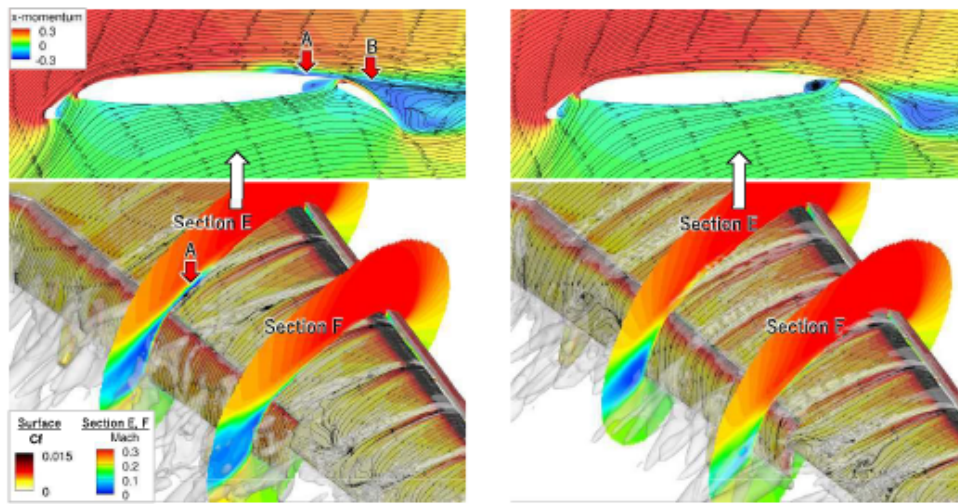 x-momentum
0.3
-0.3
A
B
Section E
A
Section F
Surface
Cf
0.015
0
Section E, F
Mach
0.3
0.2
0.1
0
Section E
Section F